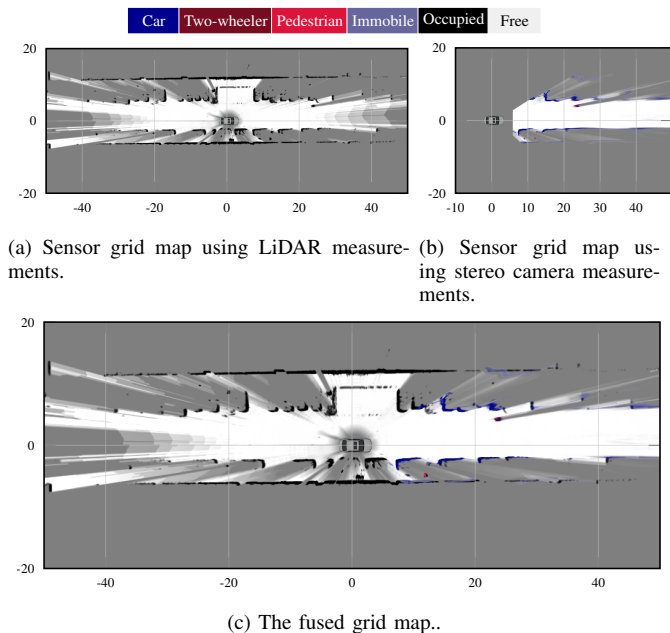 Car Two-wheeler Pedestrian Immobile Occupied Free
20
0
-20
-40 -20 0 20 40
20
0
-20
-10 0 10 20 30 40
(a) Sensor grid map using LiDAR measure-
ments.
(b) Sensor grid map us-
ing stereo camera measure-
ments.
20
0
-20
-40 -20 0 20 40
(c) The fused grid map..